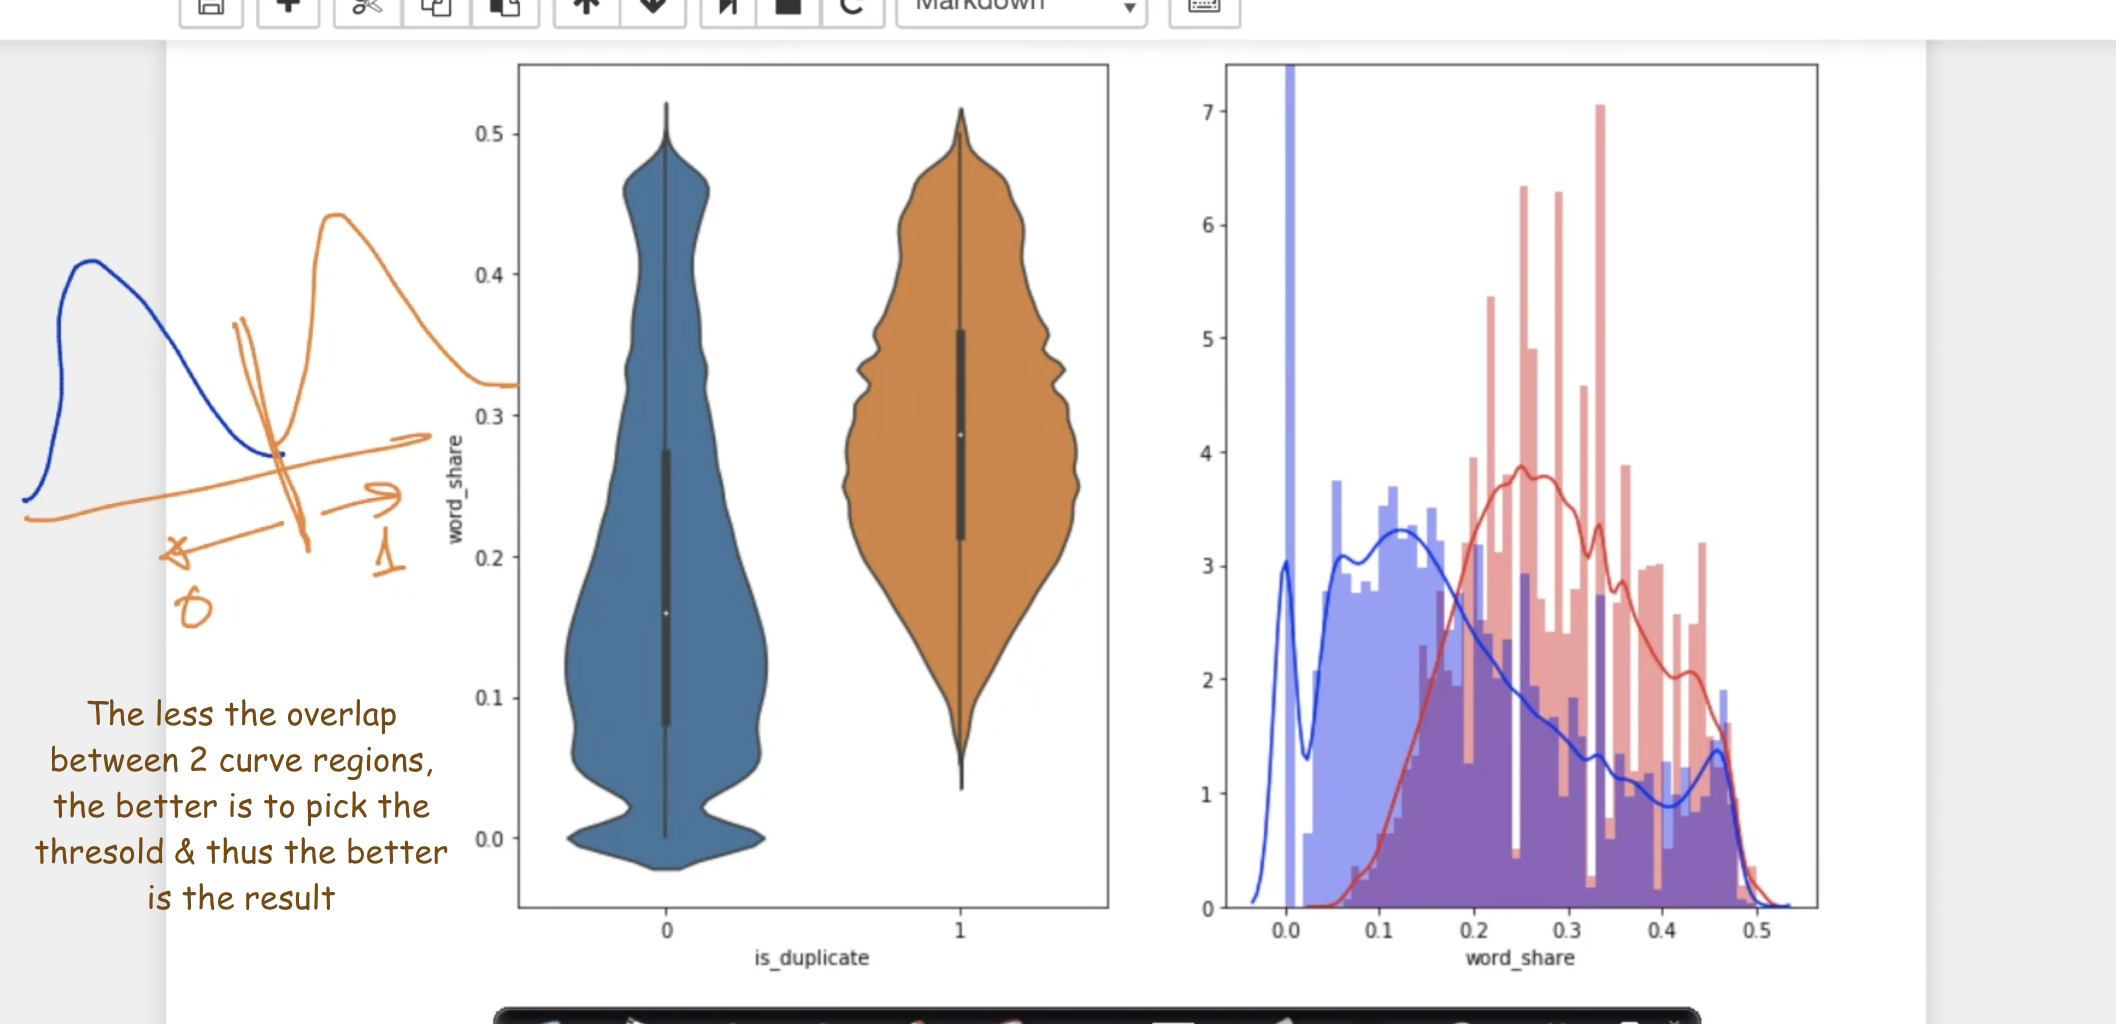 Markdown
0.5
0.4
0.3
0.2
0.1
0.0
word_share
0
1
is_duplicate
7
6
5
4
3
2
1
0
0.0 0.1 0.2 0.3 0.4 0.5
word_share
0
1
The less the overlap
between 2 curve regions,
the better is to pick the
thresold & thus the better
is the result